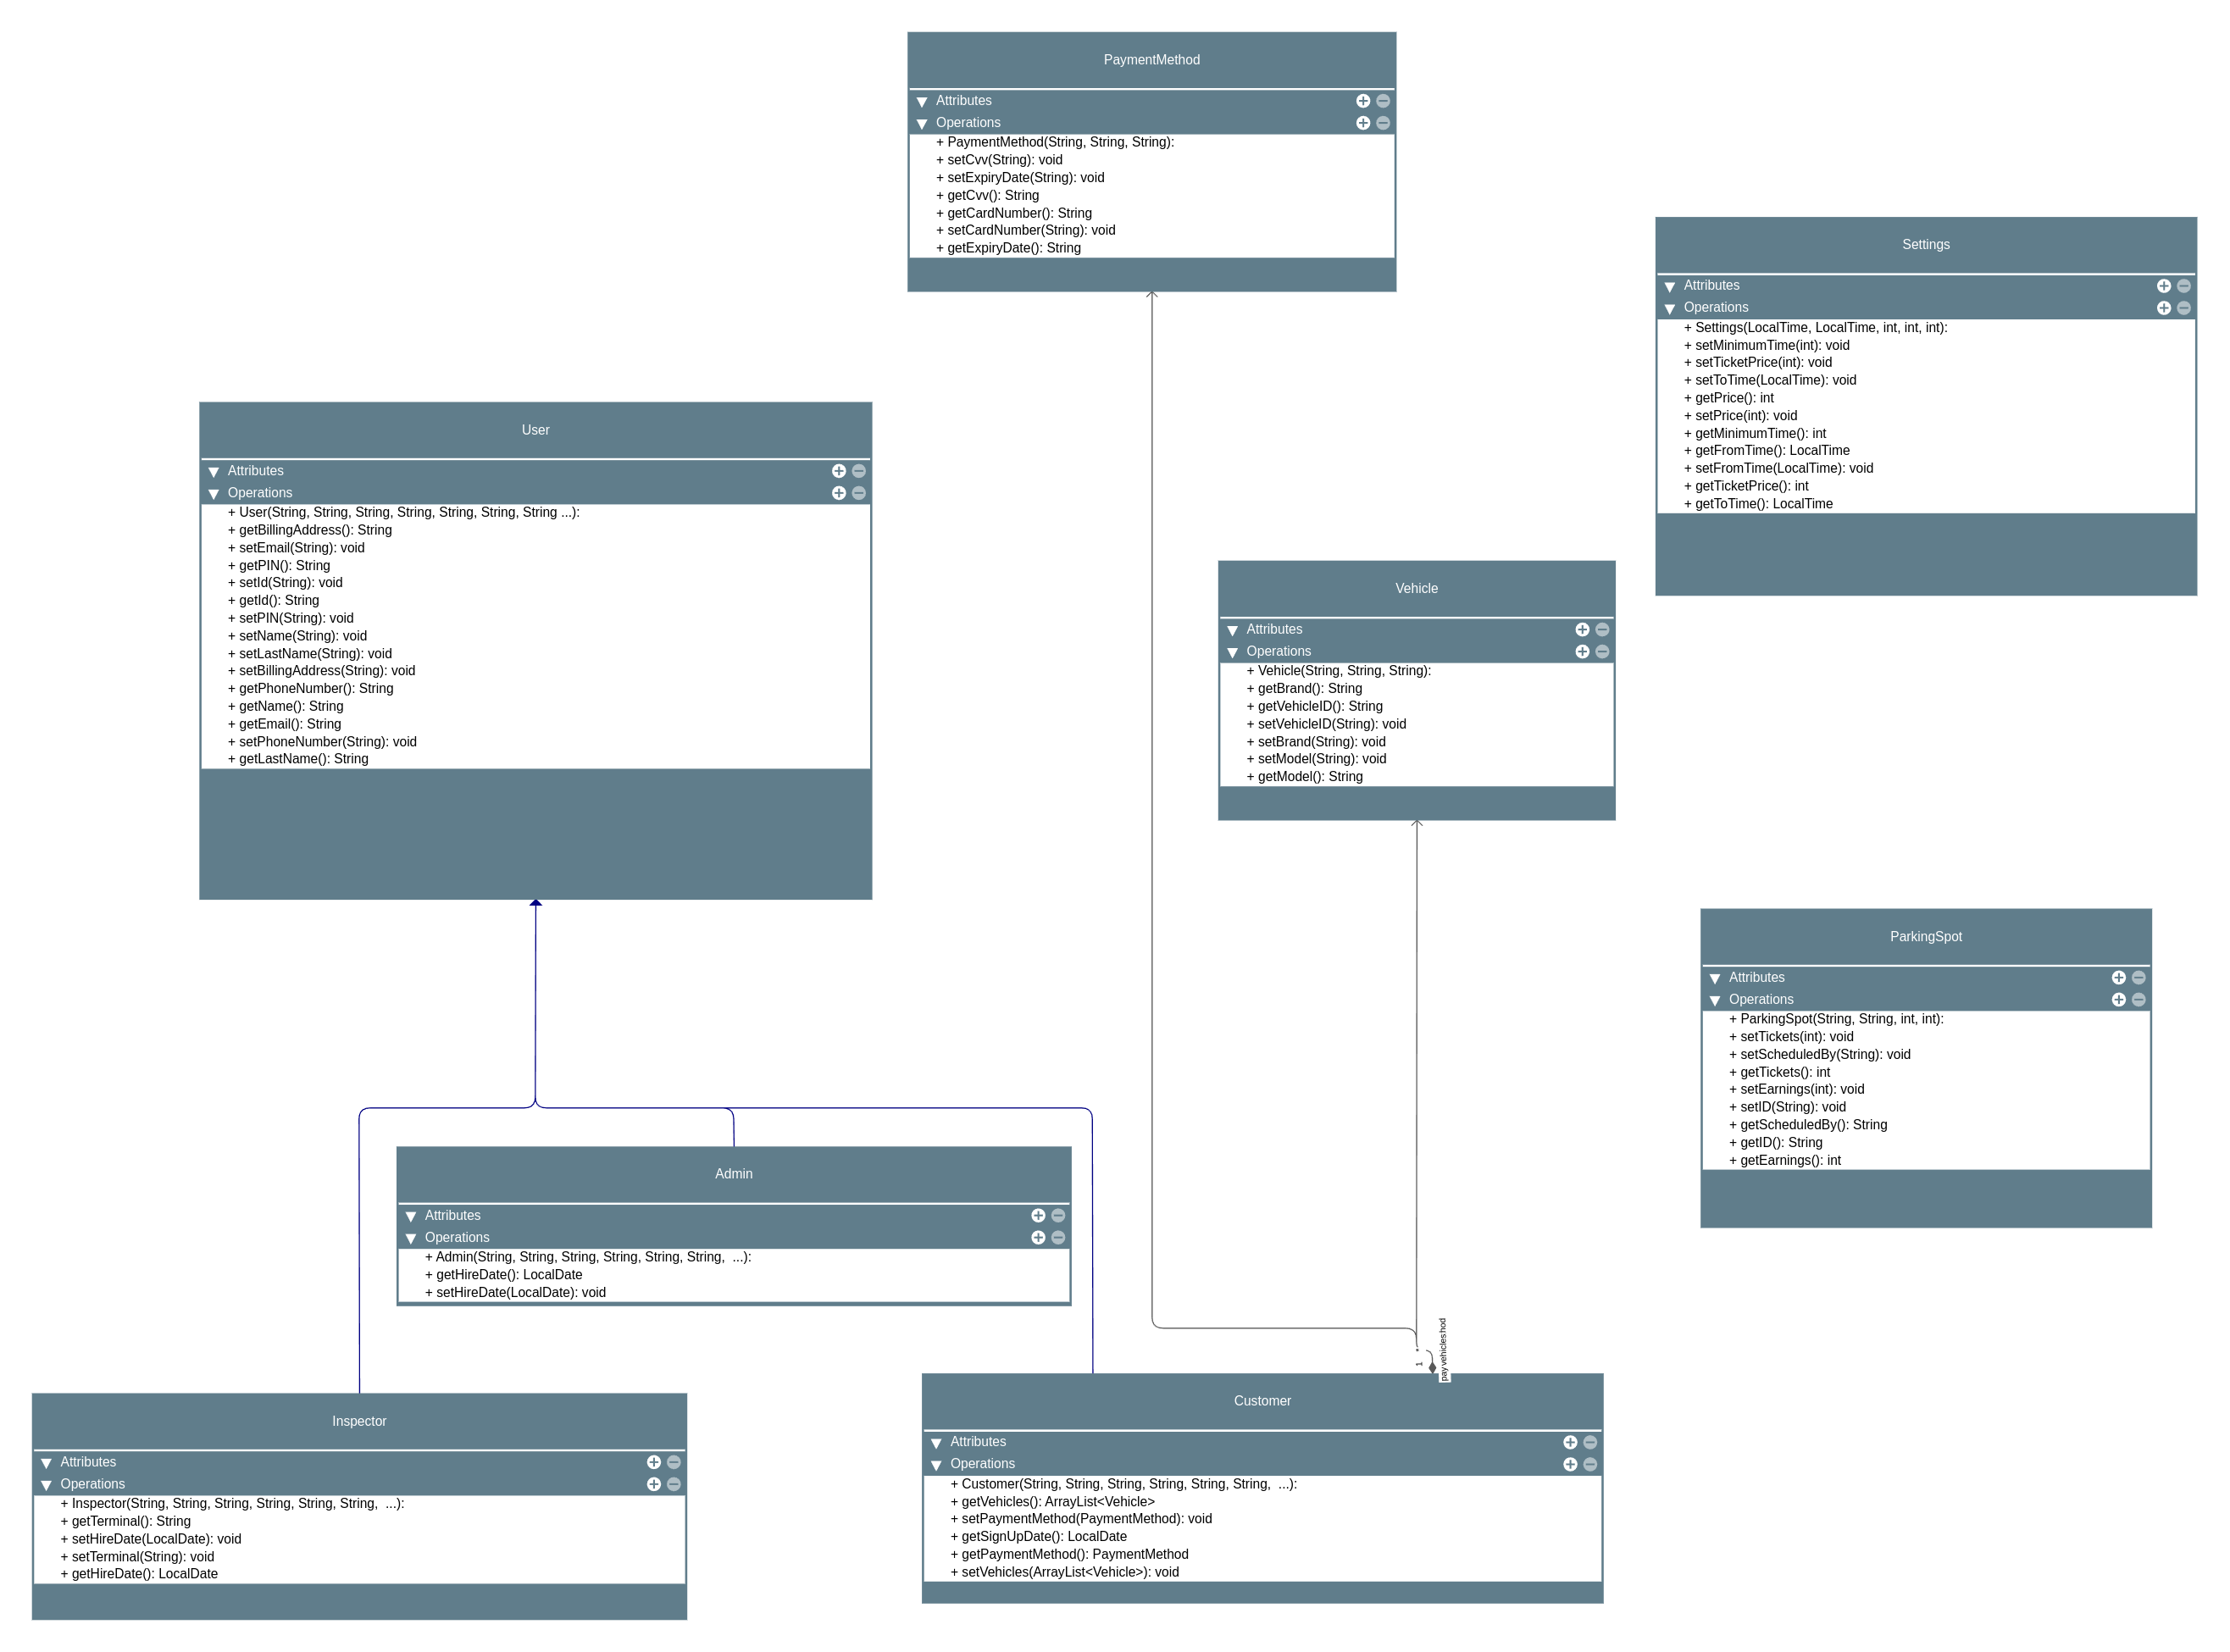 PaymentMethod
Attributes
Operations
+ PaymentMethod(String, String, String):
+ setCvv(String): void
+ setExpiryDate(String): void
+ getCvv(): String
+ getCardNumber(): String
+ setCardNumber(String): void
+ getExpiryDate(): String
Settings
Attributes
Operations
+ Settings(LocalTime, LocalTime, int, int, int):
+ setMinimumTime(int): void
+ setTicketPrice(int): void
+ setToTime(LocalTime): void
+ getPrice(): int
+ setPrice(int): void
+ getMinimumTime(): int
+ getFromTime(): LocalTime
+ setFromTime(LocalTime): void
+ getTicketPrice(): int
+ getToTime(): LocalTime
User
Attributes
Operations
+ User(String, String, String, String, String, String, String ...):
+ getBillingAddress(): String
+ setEmail(String): void
+ getPIN(): String
+ setId(String): void
+ getId(): String
+ setPIN(String): void
+ setName(String): void
+ setLastName(String): void
+ setBillingAddress(String): void
+ getPhoneNumber(): String
+ getName(): String
+ getEmail(): String
+ setPhoneNumber(String): void
+ getLastName(): String
Vehicle
Attributes
Operations
+ Vehicle(String, String, String):
+ getBrand(): String
+ getVehicleID(): String
+ setVehicleID(String): void
+ setBrand(String): void
+ setModel(String): void
+ getModel(): String
ParkingSpot
Attributes
Operations
+ ParkingSpot(String, String, int, int):
+ setTickets(int): void
+ setScheduledBy(String): void
+ getTickets(): int
+ setEarnings(int): void
+ setID(String): void
+ getScheduledBy(): String
+ getID(): String
+ getEarnings(): int
Admin
Attributes
Operations
+ Admin(String, String, String, String, String, String,  ...):
+ getHireDate(): LocalDate
+ setHireDate(LocalDate): void
*
1
vehicles
Inspector
Attributes
Operations
+ Inspector(String, String, String, String, String, String,  ...):
+ getTerminal(): String
+ setHireDate(LocalDate): void
+ setTerminal(String): void
+ getHireDate(): LocalDate
Customer
Attributes
Operations
+ Customer(String, String, String, String, String, String,  ...):
+ getVehicles(): ArrayList<Vehicle>
+ setPaymentMethod(PaymentMethod): void
+ getSignUpDate(): LocalDate
+ getPaymentMethod(): PaymentMethod
+ setVehicles(ArrayList<Vehicle>): void